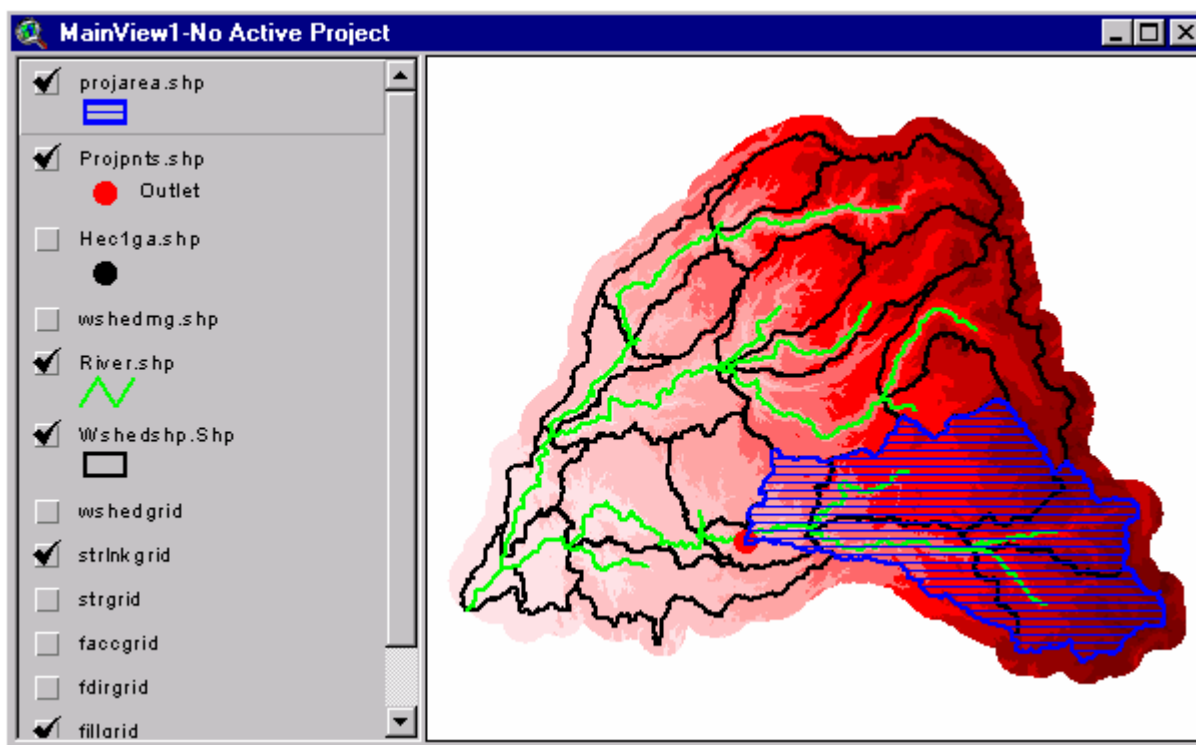 MainView1-No Active Project
projarea.shp
Projpnts.shp
Outlet
Hec1ga.shp
wshedmg.shp
River.shp
Wshedshp.Shp
wshedgrid
strlnkgrid
strgrid
faccgrid
fdirgrid
fillgrid